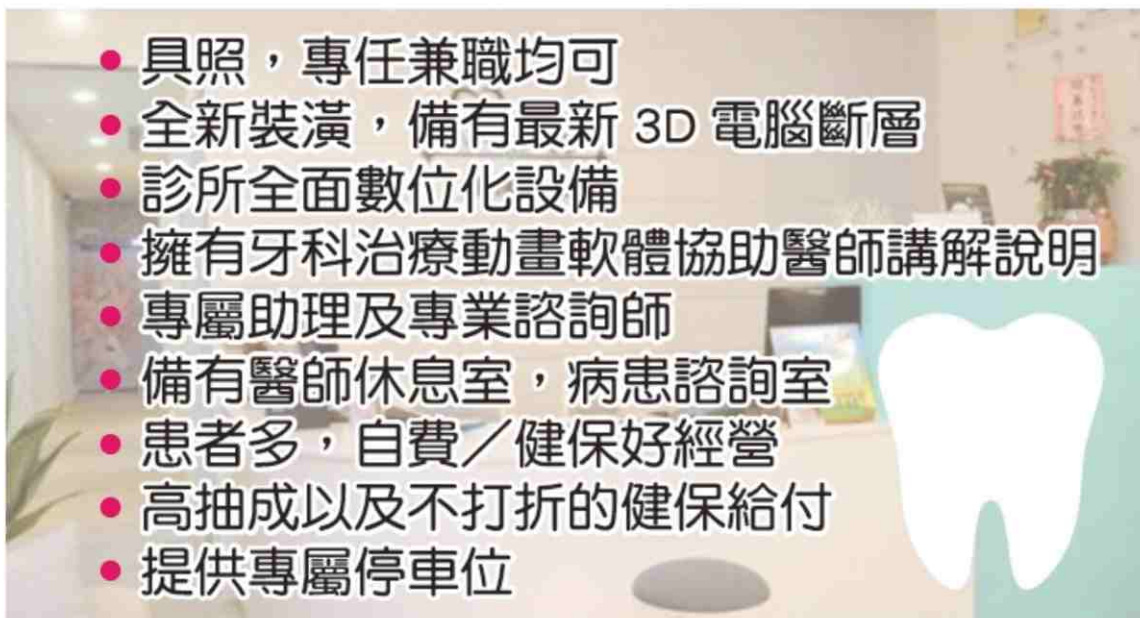 • 具照，專任兼職均可
• 全新裝潢，備有最新 3D 電腦斷層
• 診所全面數位化設備
• 擁有牙科治療動畫軟體協助醫師講解說明
• 專屬助理及專業諮詢師
• 備有醫師休息室，病患諮詢室
• 患者多，自費／健保好經營
• 高抽成以及不打折的健保給付
• 提供專屬停車位